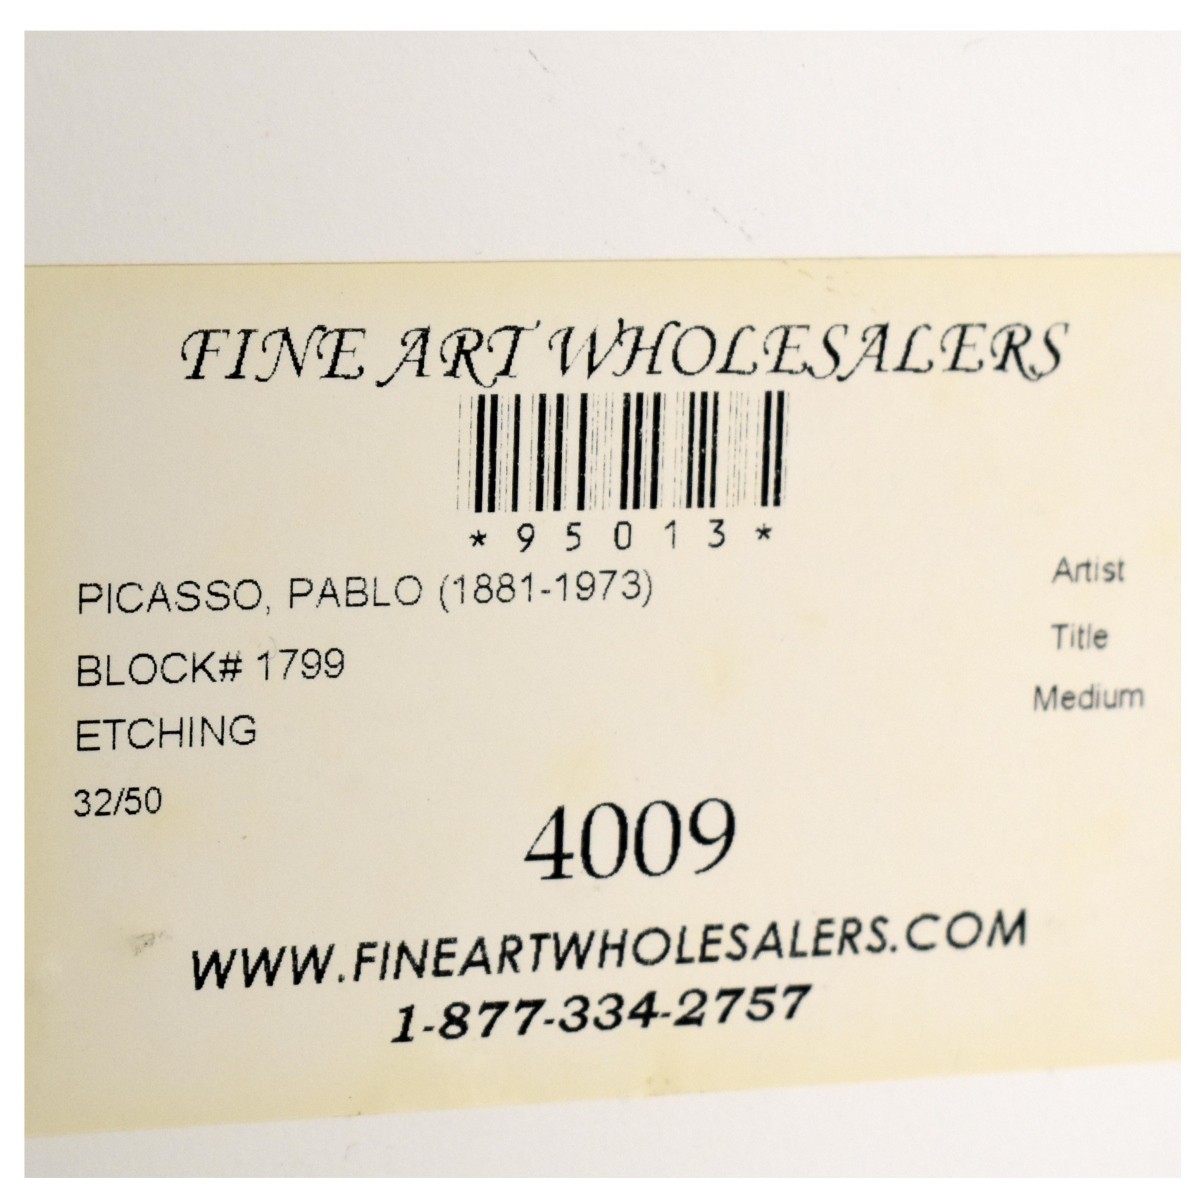 FINE ART WHOLESALERS
*95013*
PICASSO, PABLO (1881-1973) Artist
BLOCK# 1799 Title
ETCHING Medium
32/50
4009
WWW.FINEARTWHOLESALERS.COM
1-877-334-2757